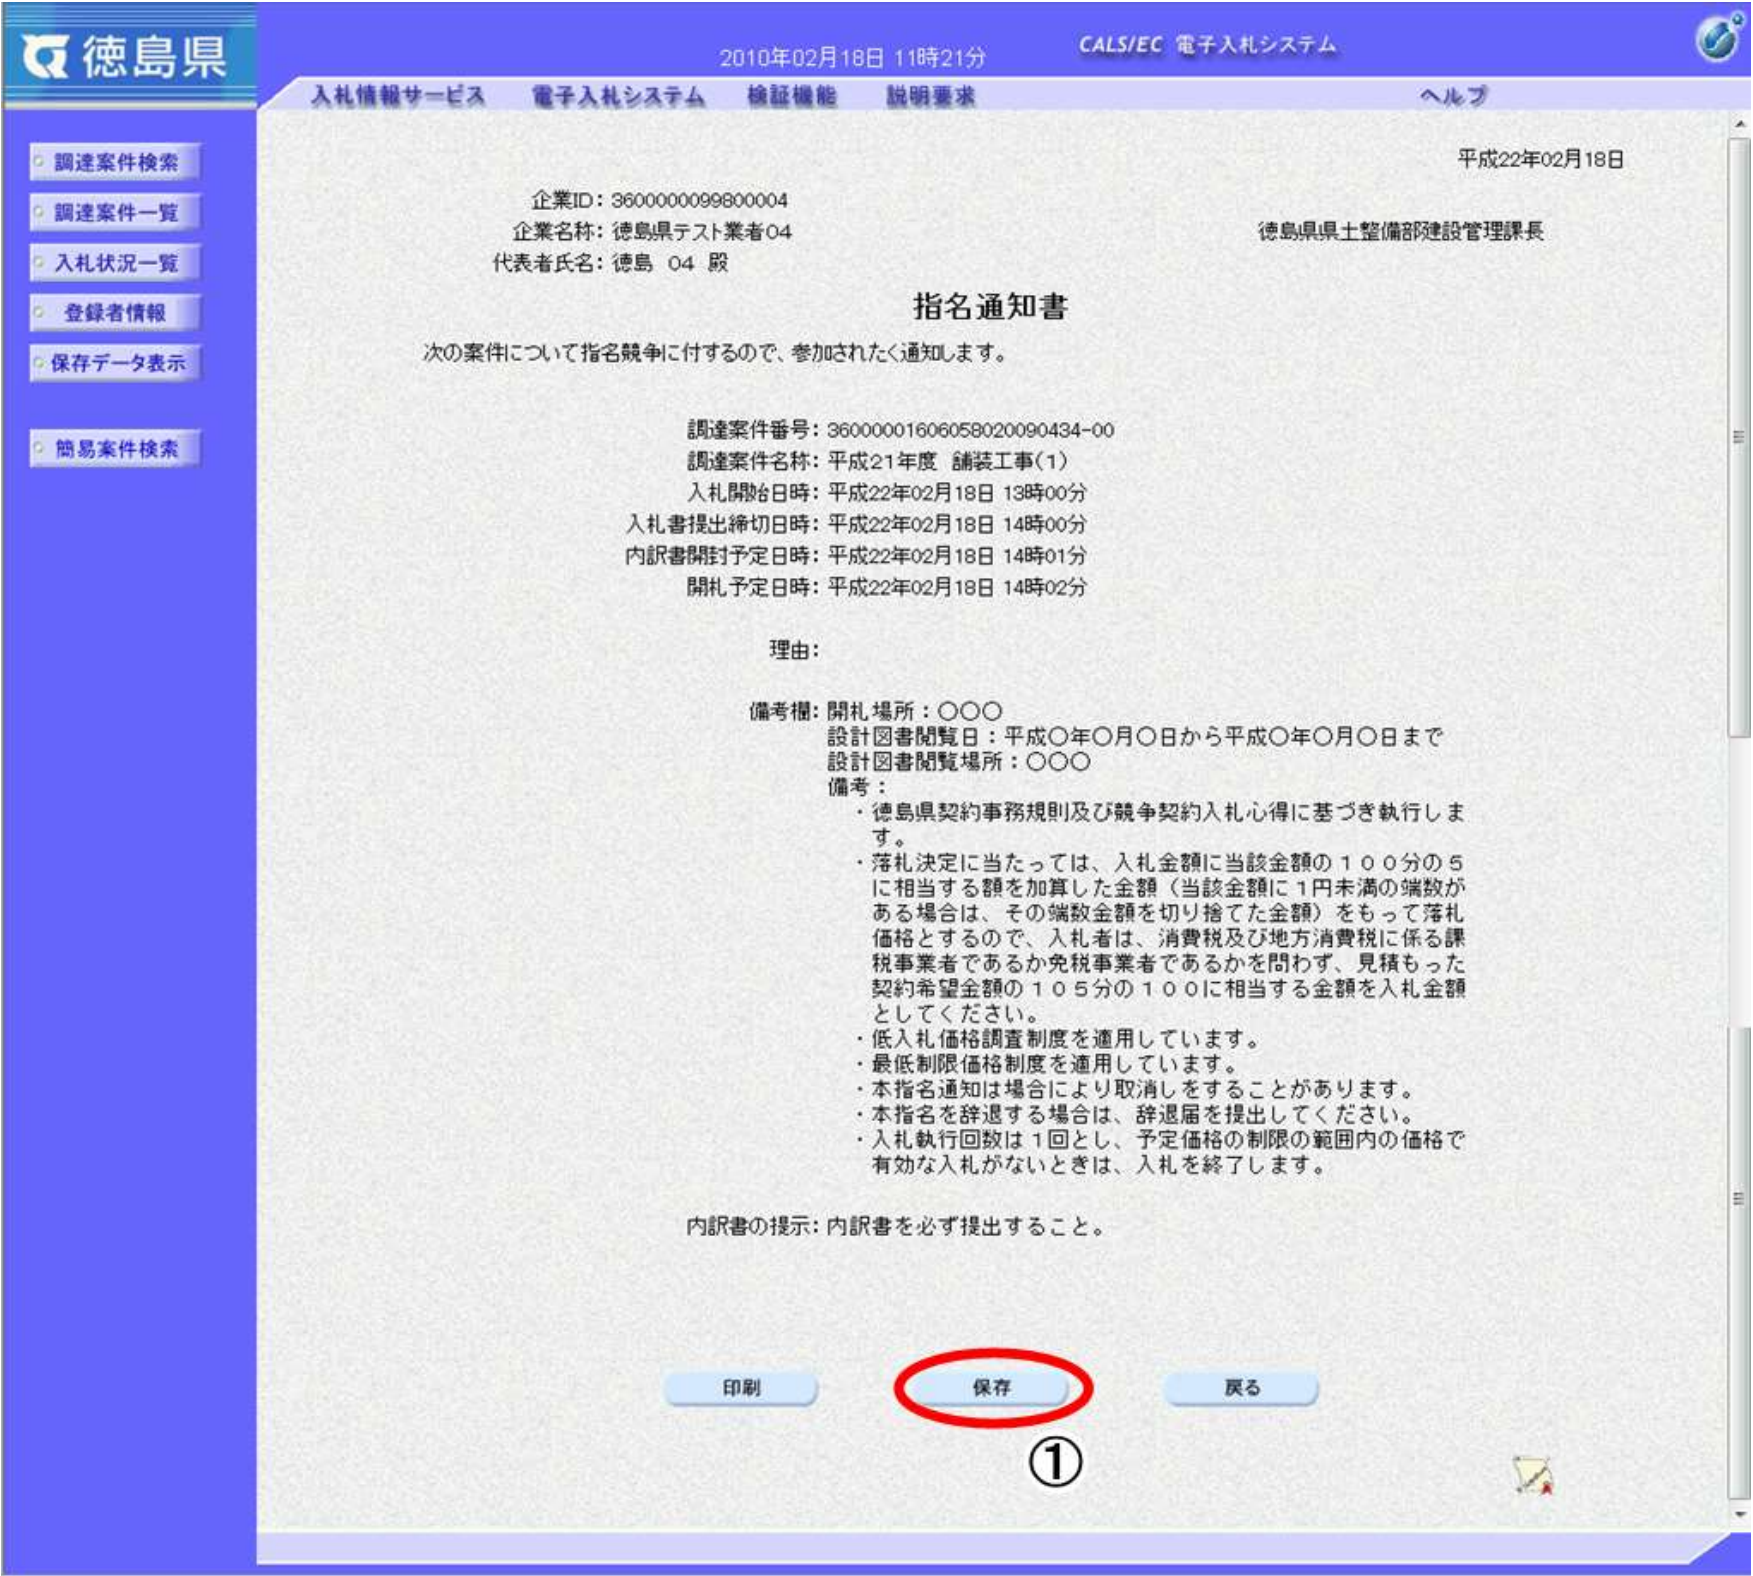 徳島県
2010年02月18日 11時21分
CALS/EC 電子入札システム
入札情報サービス 電子入札システム 検証機能 説明要求 ヘルプ
調達案件検索
調達案件一覧
入札状況一覧
登録者情報
保存データ表示
簡易案件検索
平成22年02月18日
企業ID：3600000099800004
企業名称：徳島県テスト業者04
徳島県県土整備部建設管理課長
代表者氏名：徳島 04 殿
指名通知書
次の案件について指名競争に付するので、参加されたく通知します。
調達案件番号：36000001606058020090434-00
調達案件名称：平成21年度 舗装工事(1)
入札開始日時：平成22年02月18日 13時00分
入札書提出締切日時：平成22年02月18日 14時00分
内訳書開封予定日時：平成22年02月18日 14時01分
開札予定日時：平成22年02月18日 14時02分
理由：
備考欄：開札場所：〇〇〇
設計図書閲覧日：平成〇年〇月〇日から平成〇年〇月〇日まで
設計図書閲覧場所：〇〇〇
備考：
・徳島県契約事務規則及び競争契約入札心得に基づき執行しま
す。
・落札決定に当たっては、入札金額に当該金額の１００分の５
に相当する額を加算した金額（当該金額に１円未満の端数が
ある場合は、その端数金額を切り捨てた金額）をもって落札
価格とするので、入札者は、消費税及び地方消費税に係る課
税事業者であるか免税事業者であるかを問わず、見積もった
契約希望金額の１０５分の１００に相当する金額を入札金額
としてください。
・低入札価格調査制度を適用しています。
・最低制限価格制度を適用しています。
・本指名通知は場合により取消しをすることがあります。
・本指名を辞退する場合は、辞退届を提出してください。
・入札執行回数は１回とし、予定価格の制限の範囲内の価格で
有効な入札がないときは、入札を終了します。
内訳書の提示：内訳書を必ず提出すること。
印刷 保存 戻る
①